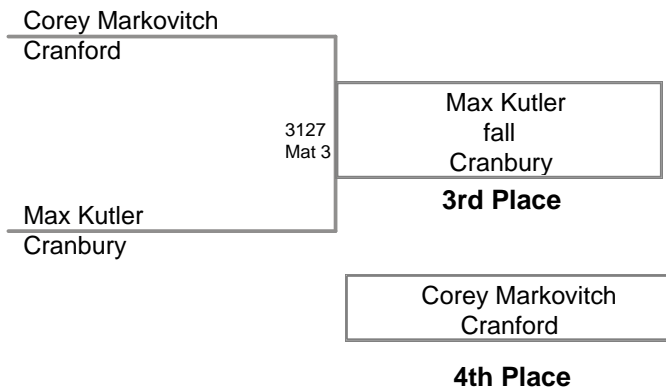 Corey Markovitch
Cranford
3127
Mat 3
Max Kutler
fall
Cranbury
3rd Place
Max Kutler
Cranbury
Corey Markovitch
Cranford
4th Place